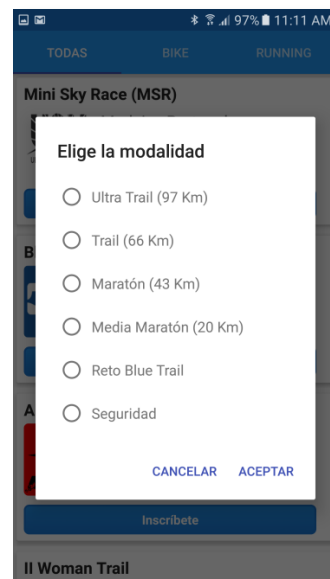 97% 11:11 AM
TODAS BIKE RUNNING
Mini Sky Race (MSR)
Elige la modalidad
Ultra Trail (97 Km)
Trail (66 Km)
Maratón (43 Km)
Media Maratón (20 Km)
Reto Blue Trail
Seguridad
CANCELAR ACEPTAR
Inscríbete
II Woman Trail